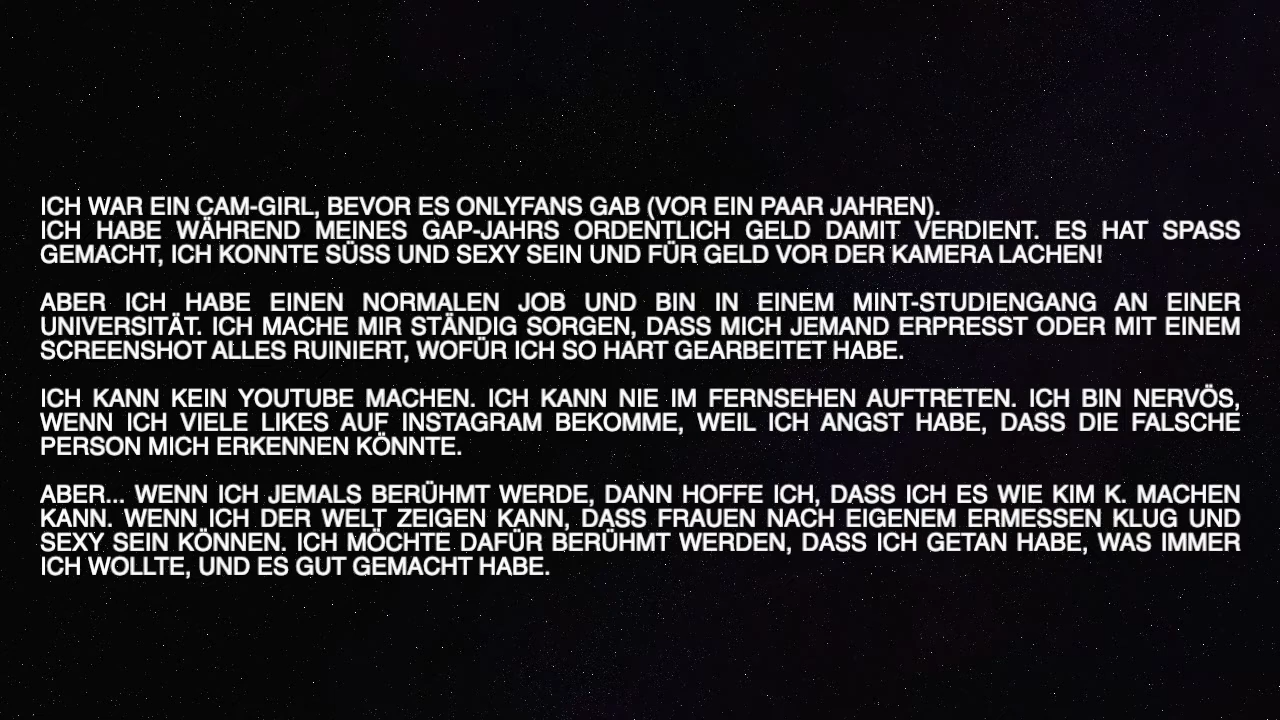 ICH WAR EIN CAM-GIRL, BEVOR ES ONLYFANS GAB (VOR EIN PAAR JAHREN).
ICH HABE WÄHREND MEINES GAP-JAHRS ORDENTLICH GELD DAMIT VERDIENT. ES HAT SPASS
GEMACHT, ICH KONNTE SÜSS UND SEXY SEIN UND FÜR GELD VOR DER KAMERA LACHEN!
ABER ICH HABE EINEN NORMALEN JOB UND BIN IN EINEM MINT-STUDIENGANG AN EINER
UNIVERSITÄT. ICH MACHE MIR STÄNDIG SORGEN, DASS MICH JEMAND ERPRESST ODER MIT EINEM
SCREENSHOT ALLES RUINIERT, WOFÜR ICH SO HART GEARBEITET HABE.
ICH KANN KEIN YOUTUBE MACHEN. ICH KANN NIE IM FERNSEHEN AUFTRETEN. ICH BIN NERVÖS,
WENN ICH VIELE LIKES AUF INSTAGRAM BEKOMME, WEIL ICH ANGST HABE, DASS DIE FALSCHE
PERSON MICH ERKENNEN KÖNNTE.
ABER... WENN ICH JEMALS BERÜHMT WERDE, DANN HOFFE ICH, DASS ICH ES WIE KIM K. MACHEN
KANN. WENN ICH DER WELT ZEIGEN KANN, DASS FRAUEN NACH EIGENEM ERMESSEN KLUG UND
SEXY SEIN KÖNNEN. ICH MÖCHTE DAFÜR BERÜHMT WERDEN, DASS ICH GETAN HABE, WAS IMMER
ICH WOLLTE, UND ES GUT GEMACHT HABE.